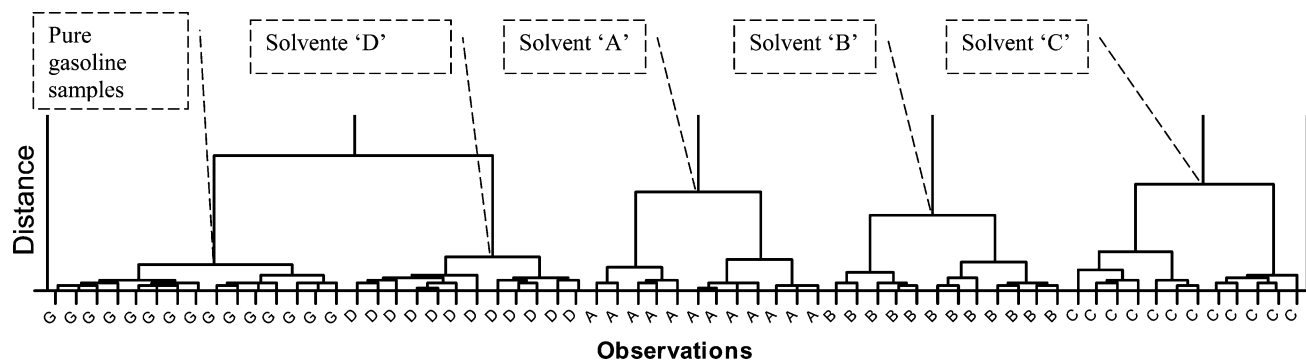 Pure
gasoline
samples
Solvente ‘D’
Solvent ‘A’
Solvent ‘B’
Solvent ‘C’
Distance
G G G G G G G G G G G G G G G D D D D D D D D D D D D A A A A A A A A A A A A B B B B B B B B B B B B C C C C C C C C C C C C
Observations